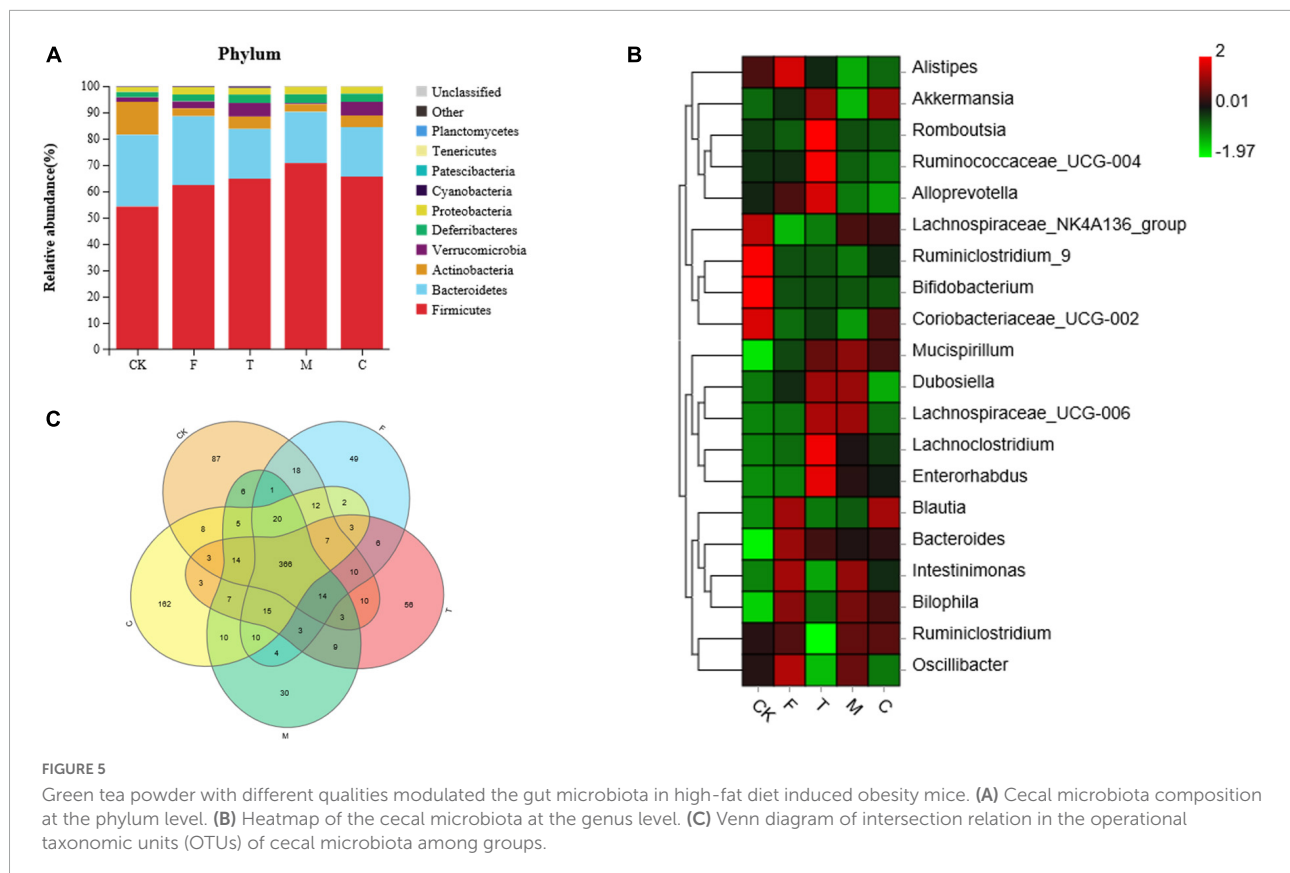 A
Phylum
Relative abundance(%)
100
90
80
70
60
50
40
30
20
10
0
CK F T M C
Unclassified
Other
Planctomycetes
Tenericutes
Patescibacteria
Cyanobacteria
Proteobacteria
Deferribacteres
Verrucomicrobia
Actinobacteria
Bacteroidetes
Firmicutes
B
Alistipes
Akkermansia
Romboutsia
Ruminococcaceae_UCG-004
Alloprevotella
Lachnospiraceae_NK4A136_group
Ruminiclostridium_9
Bifidobacterium
Coriobacteriaceae_UCG-002
Mucispirillum
Dubosiella
Lachnospiraceae_UCG-006
Lachnoclostridium
Enterorhabdus
Blautia
Bacteroides
Intestinimonas
Bilophila
Ruminiclostridium
Oscillibacter
CK F T M C
2
0.01
-1.97
C
CK
F
87
49
18
6
1
12
2
8
5
20
3
7
6
3
14
366
10
3
7
15
14
10
56
162
T
C
10
10
3
3
9
4
30
M
FIGURE 5
Green tea powder with different qualities modulated the gut microbiota in high-fat diet induced obesity mice. (A) Cecal microbiota composition
at the phylum level. (B) Heatmap of the cecal microbiota at the genus level. (C) Venn diagram of intersection relation in the operational
taxonomic units (OTUs) of cecal microbiota among groups.